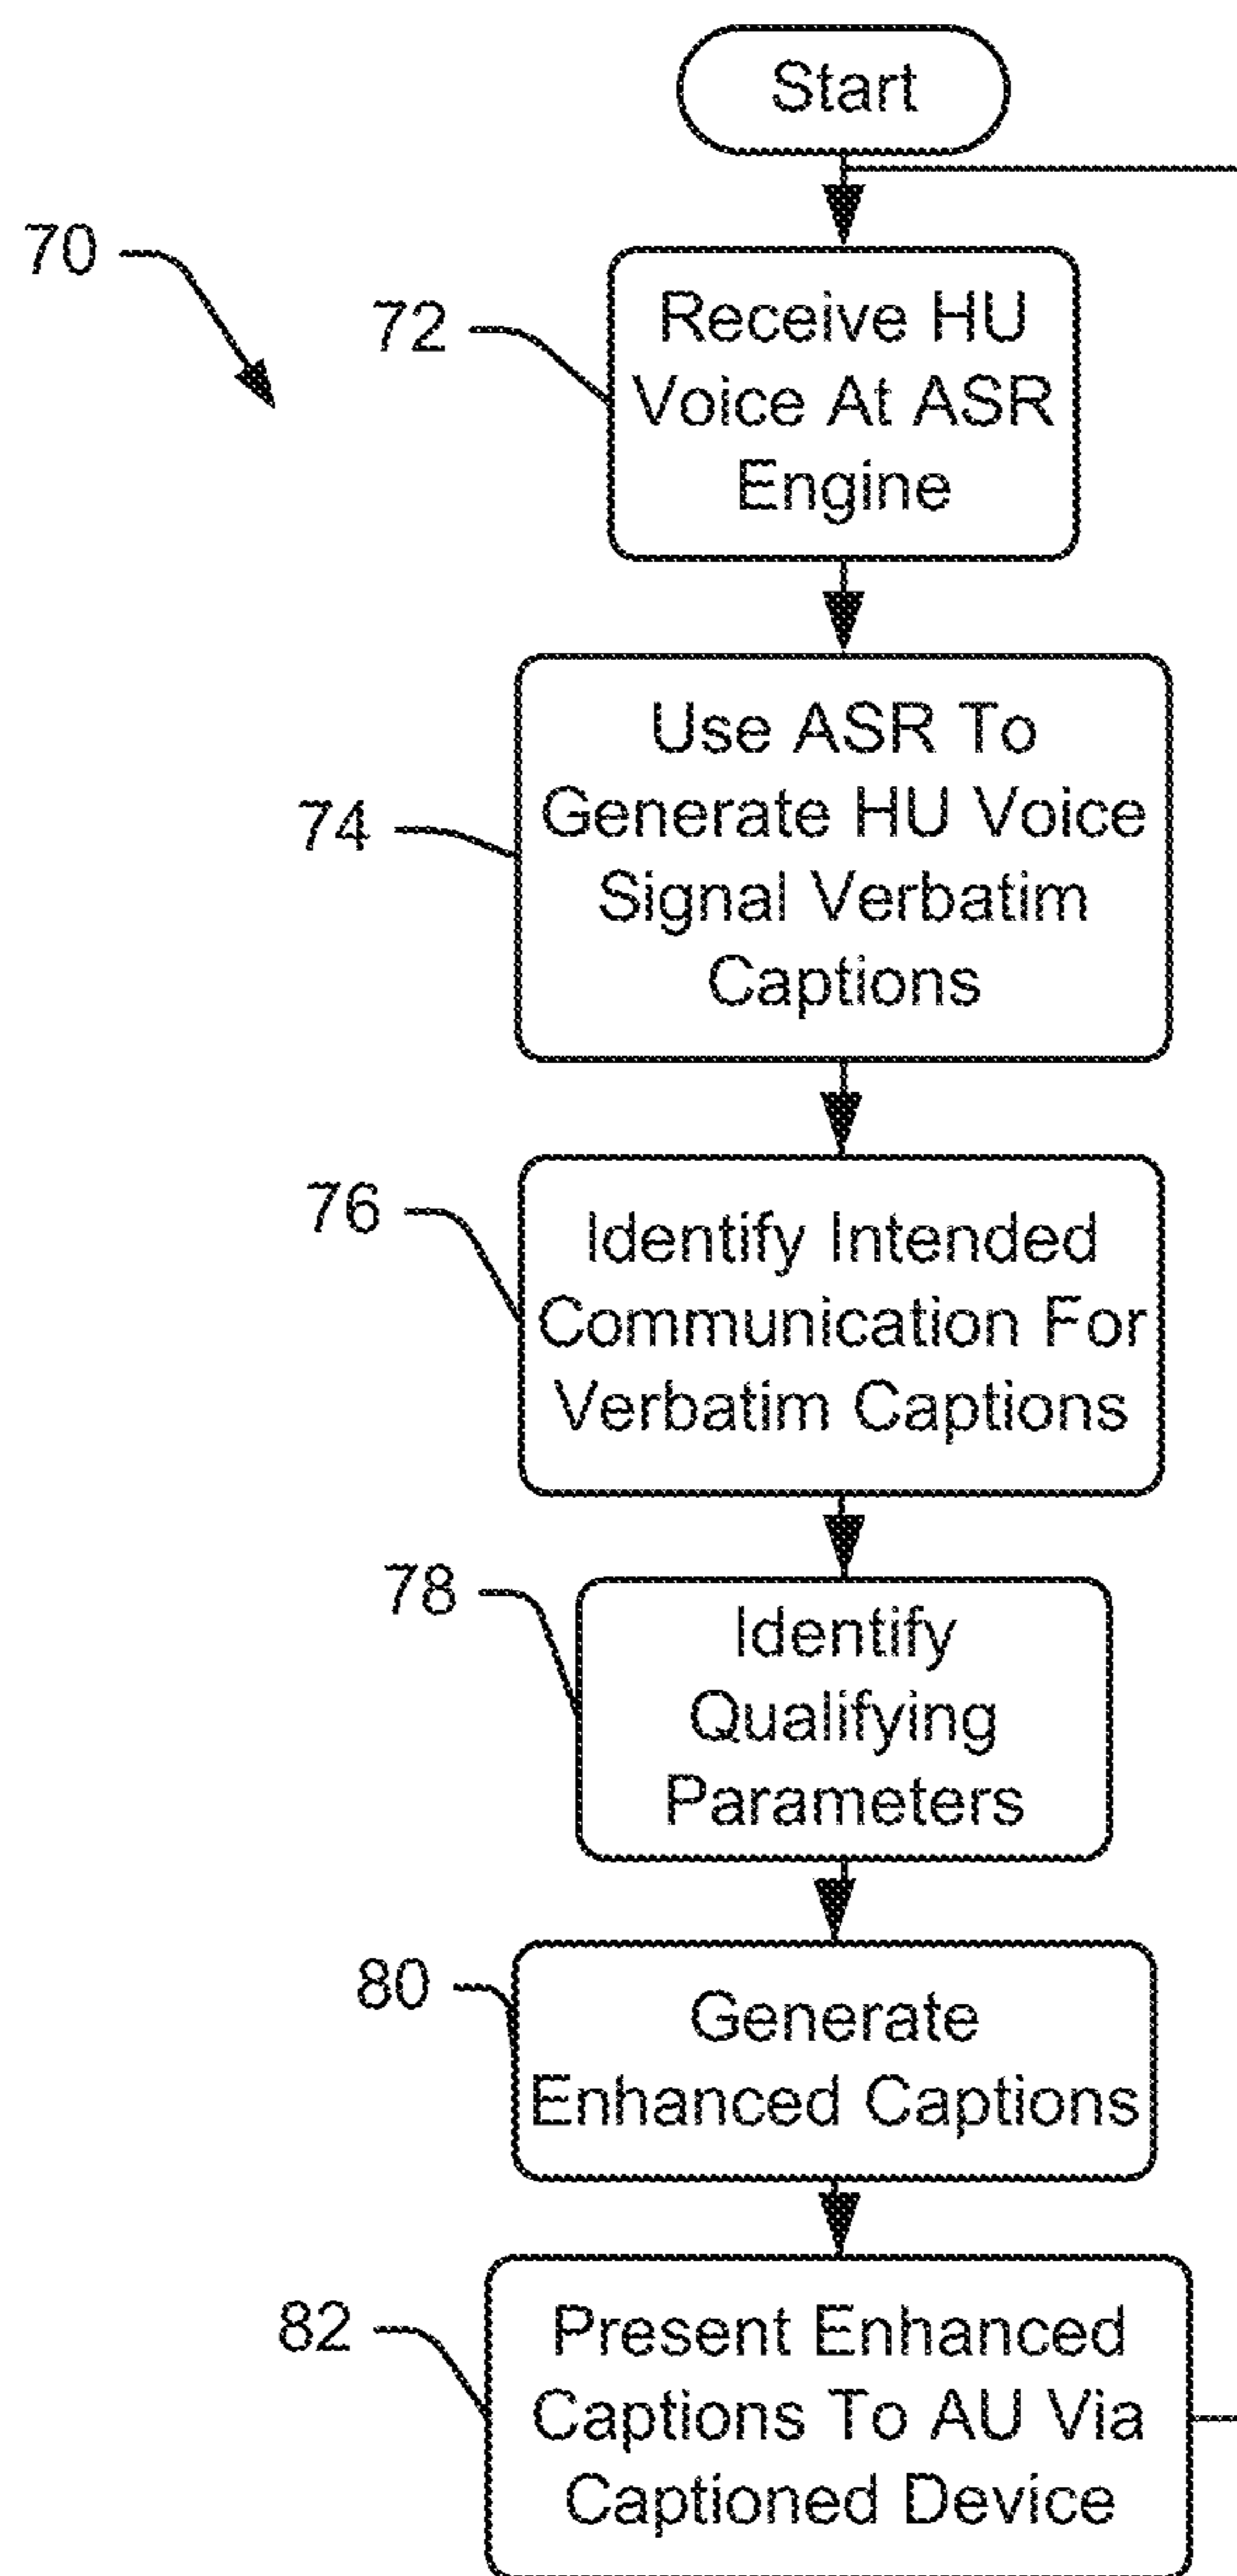 Start
70
72
Receive HU
Voice At ASR
Engine
74
Use ASR To
Generate HU Voice
Signal Verbatim
Captions
76
Identify Intended
Communication For
Verbatim Captions
78
Identify
Qualifying
Parameters
80
Generate
Enhanced Captions
82
Present Enhanced
Captions To AU Via
Captioned Device